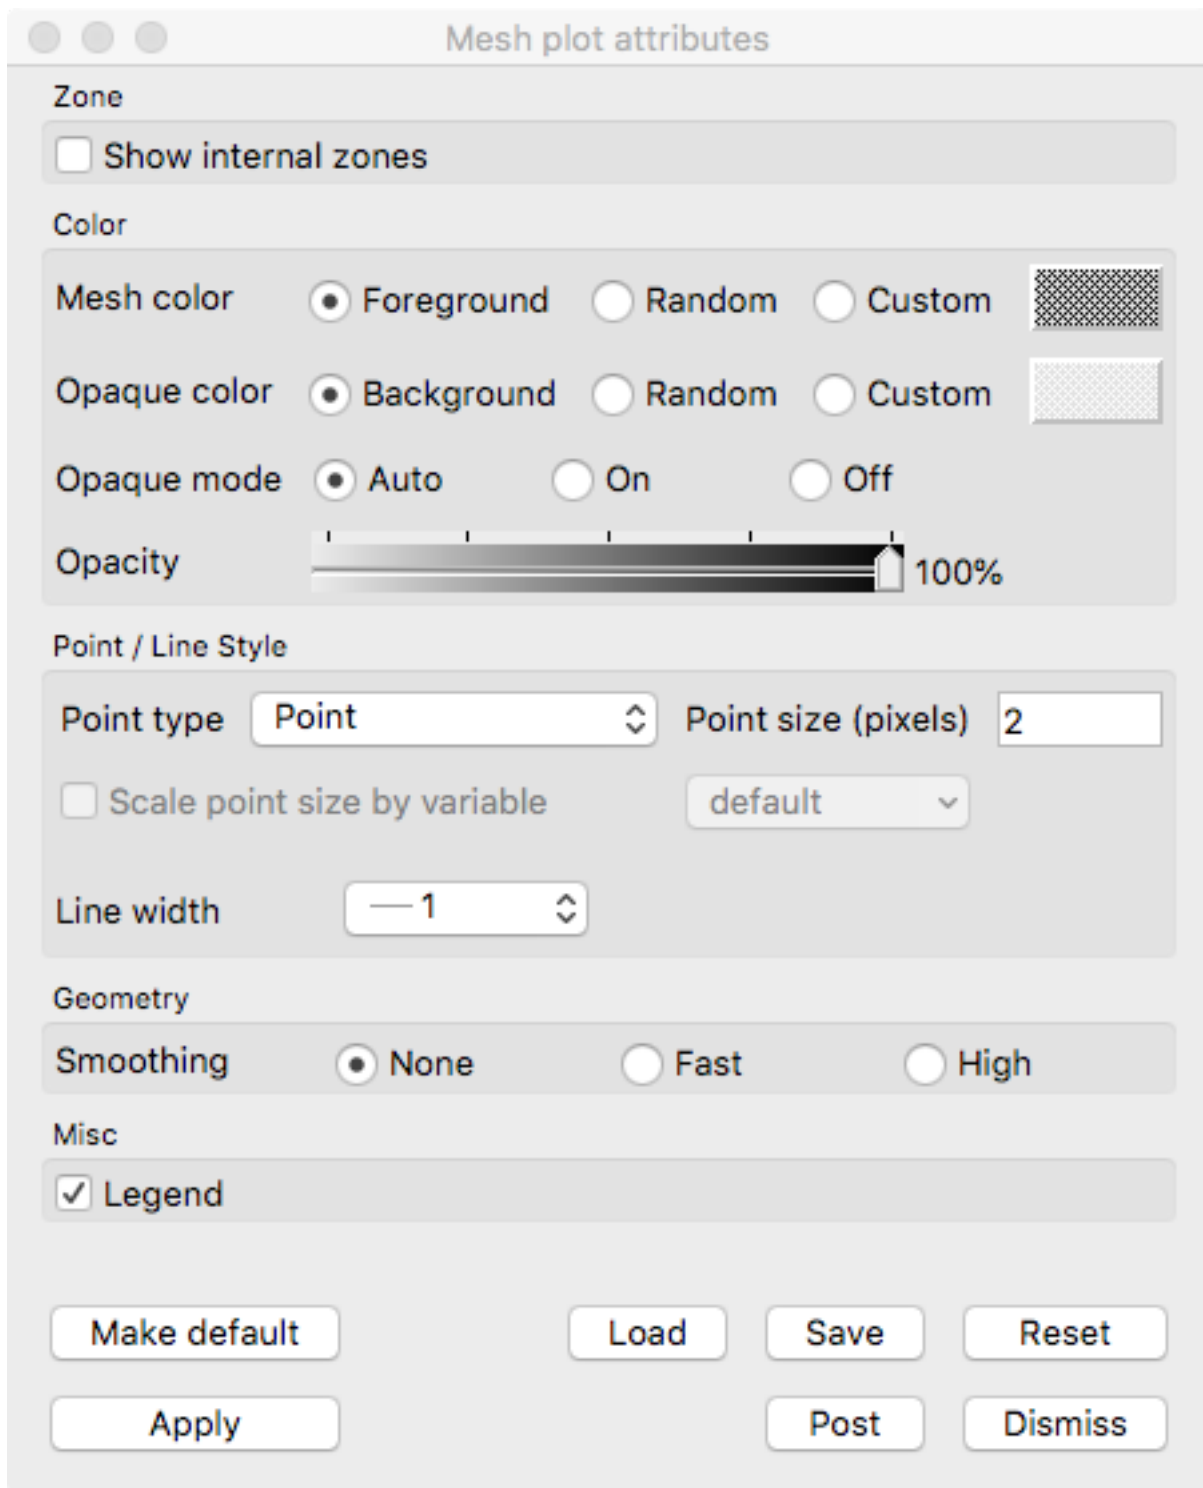 Mesh plot attributes
Zone
Show internal zones
Color
Mesh color Foreground Random Custom
Opaque color Background Random Custom
Opaque mode Auto On Off
Opacity 100%
Point / Line Style
Point type Point Point size (pixels) 2
Scale point size by variable default
Line width 1
Geometry
Smoothing None Fast High
Misc
Legend
Make default Load Save Reset
Apply Post Dismiss